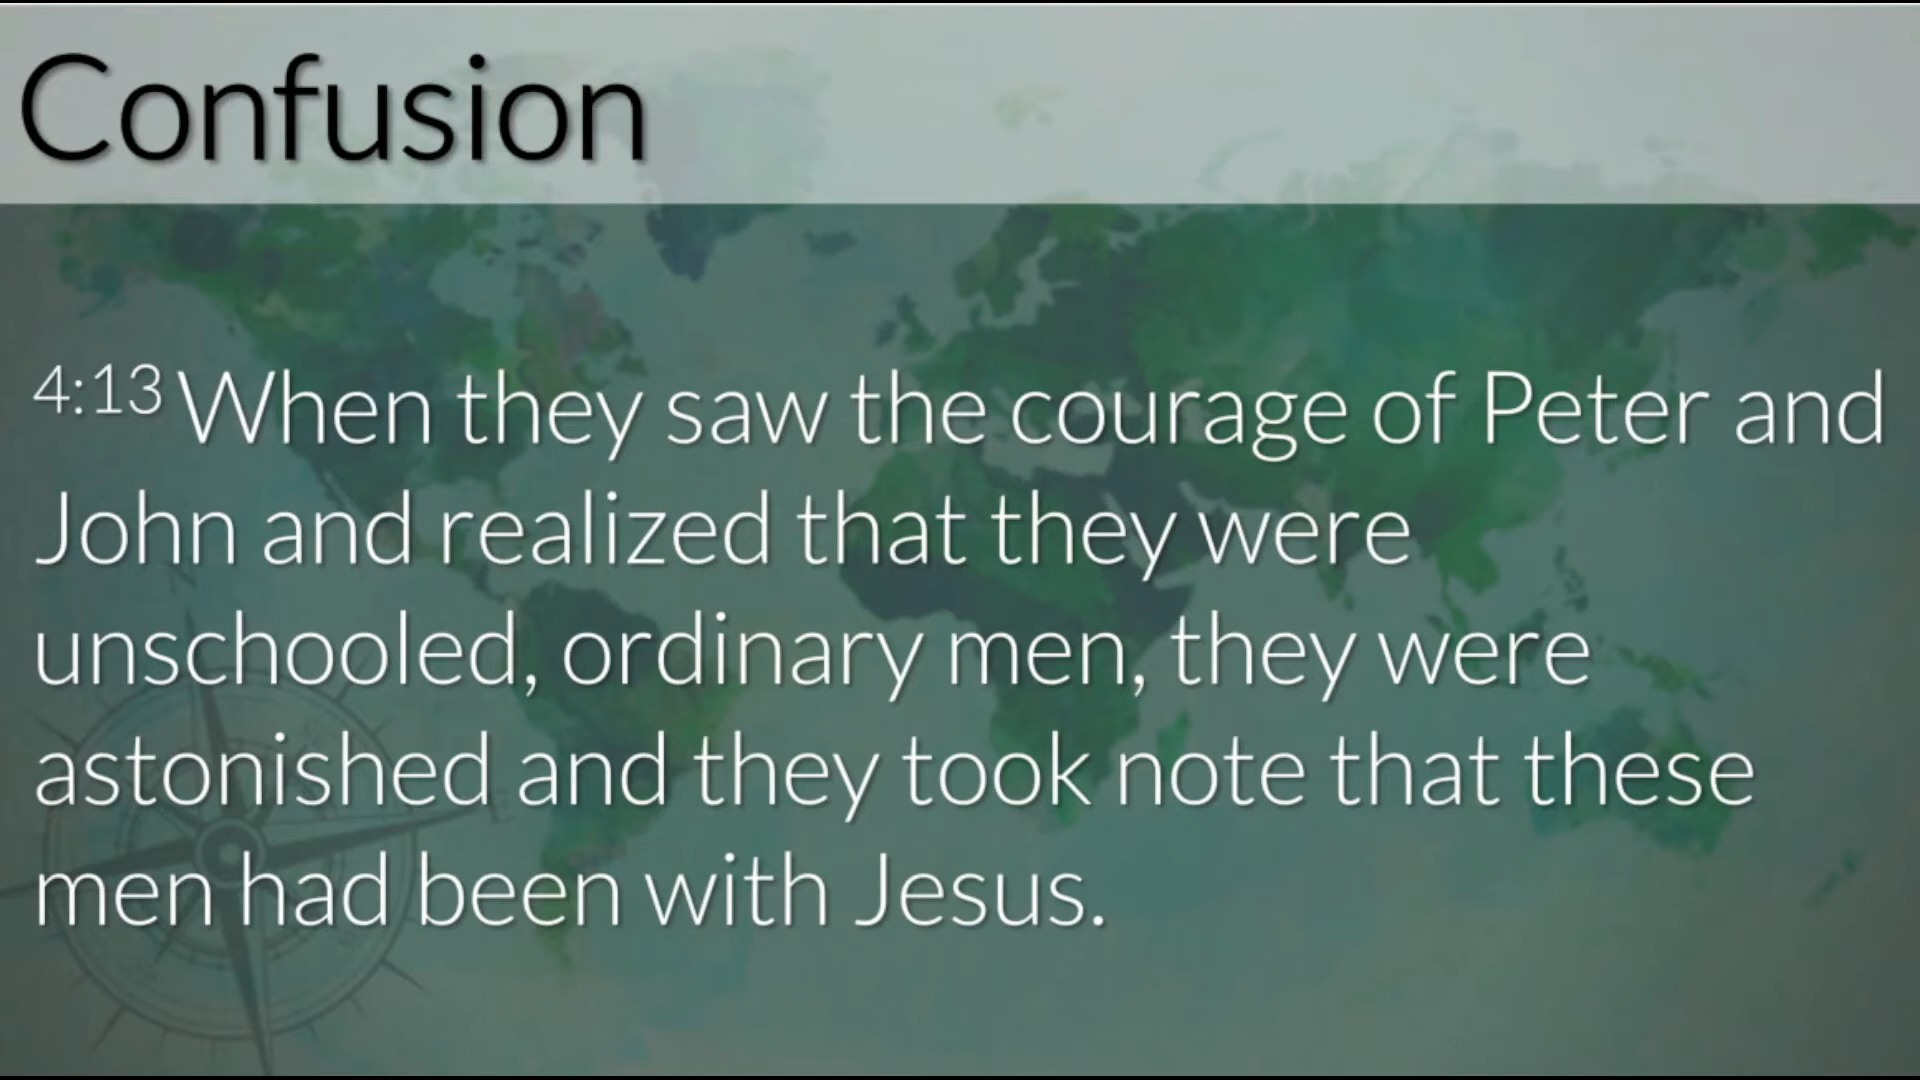 Confusion
4:13 When they saw the courage of Peter and
John and realized that they were
unschooled, ordinary men, they were
astonished and they took note that these
men had been with Jesus.